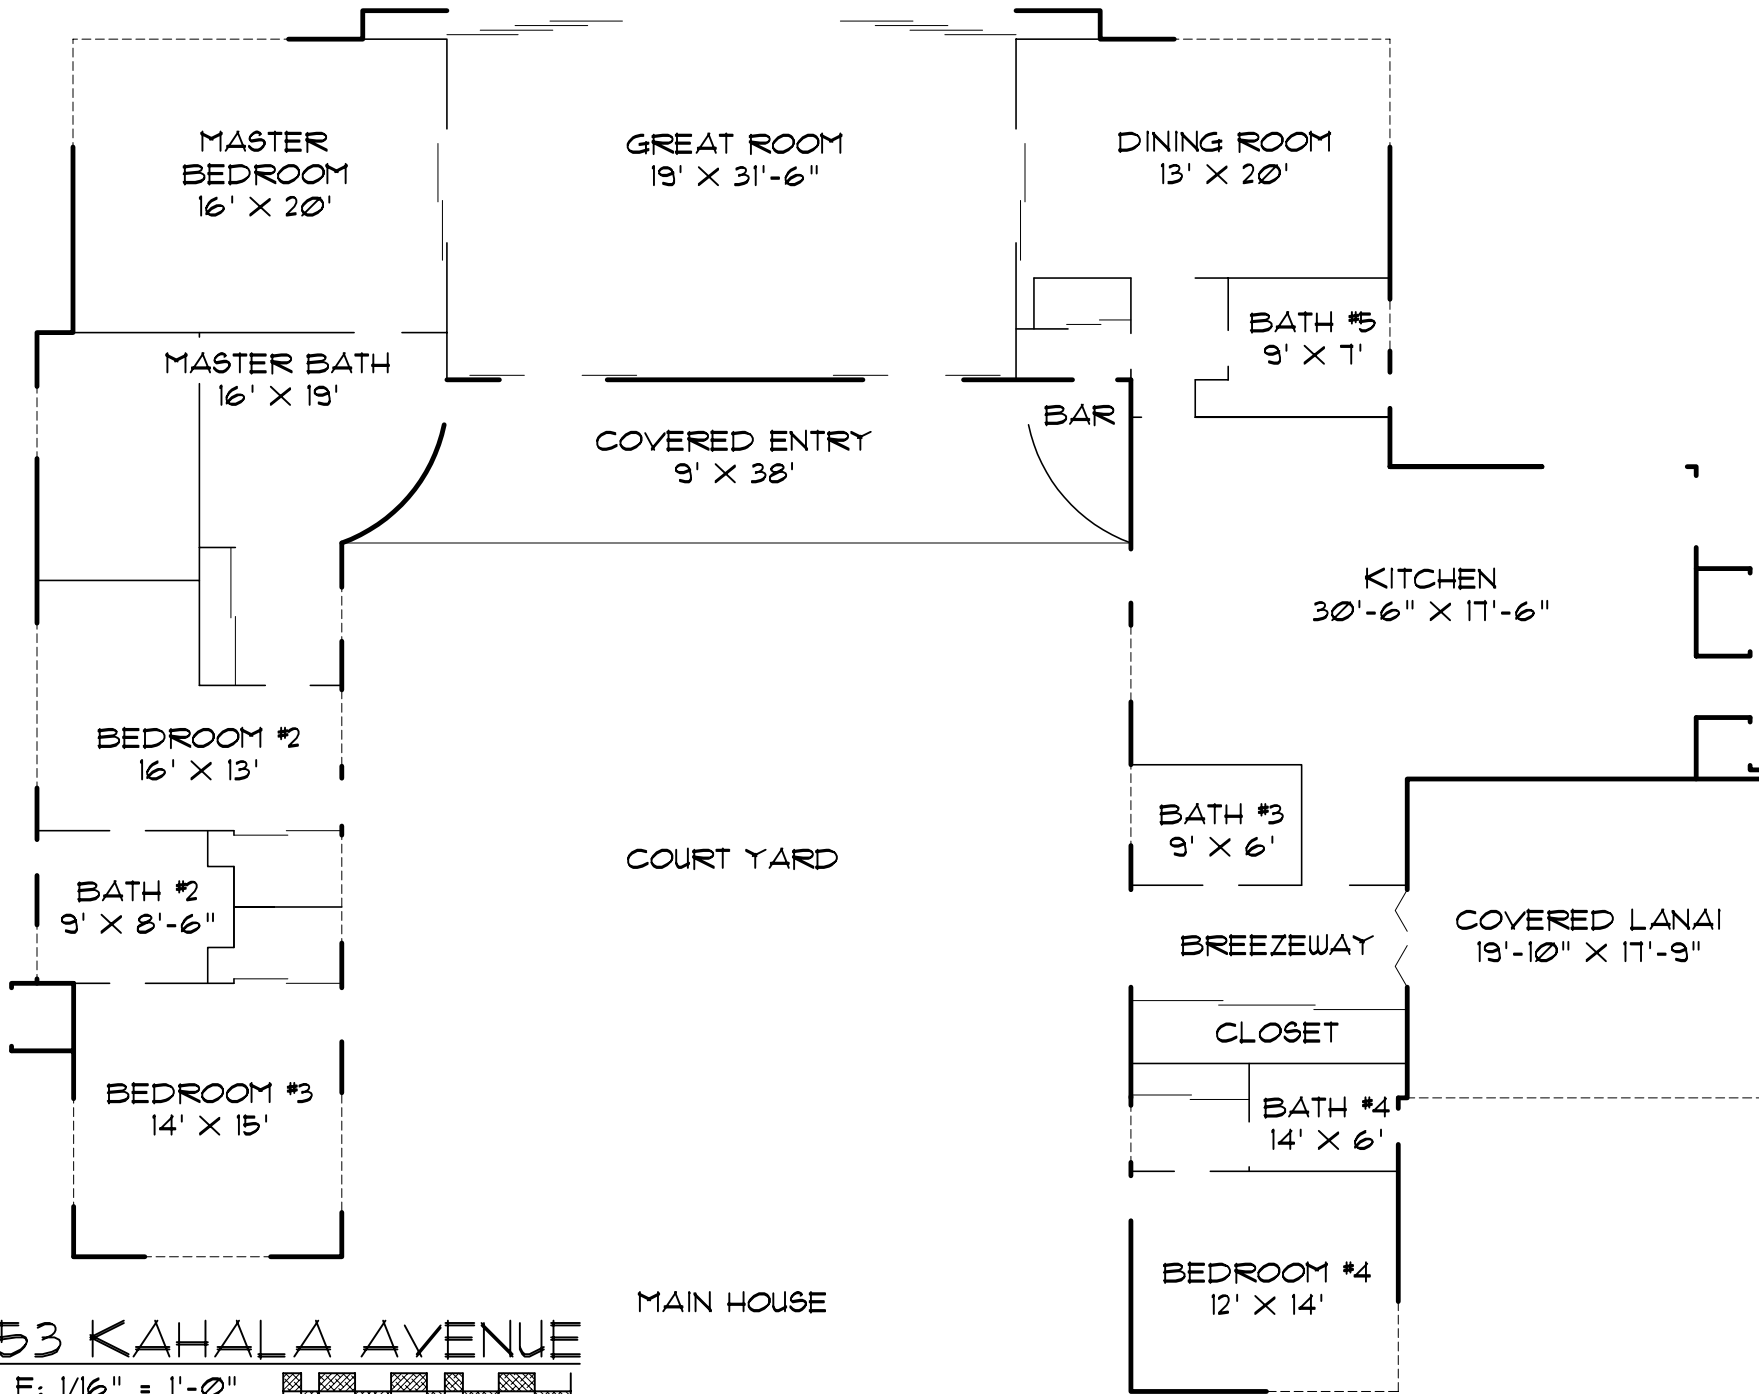 MASTER
BEDROOM
16' X 20'
GREAT ROOM
19' X 31'-6"
DINING ROOM
13' X 20'
MASTER BATH
16' X 19'
BATH #5
9' X 7'
BAR
COVERED ENTRY
9' X 38'
KITCHEN
30'-6" X 17'-6"
BEDROOM #2
16' X 13'
BATH #3
9' X 6'
COURT YARD
BATH #2
9' X 8'-6"
BREEZEWAY
COVERED LANAI
19'-10" X 17'-9"
CLOSET
BEDROOM #3
14' X 15'
BATH #4
14' X 6'
BEDROOM #4
12' X 14'
MAIN HOUSE
53 KAHALA AVENUE
E: 1/16" = 1'-0"